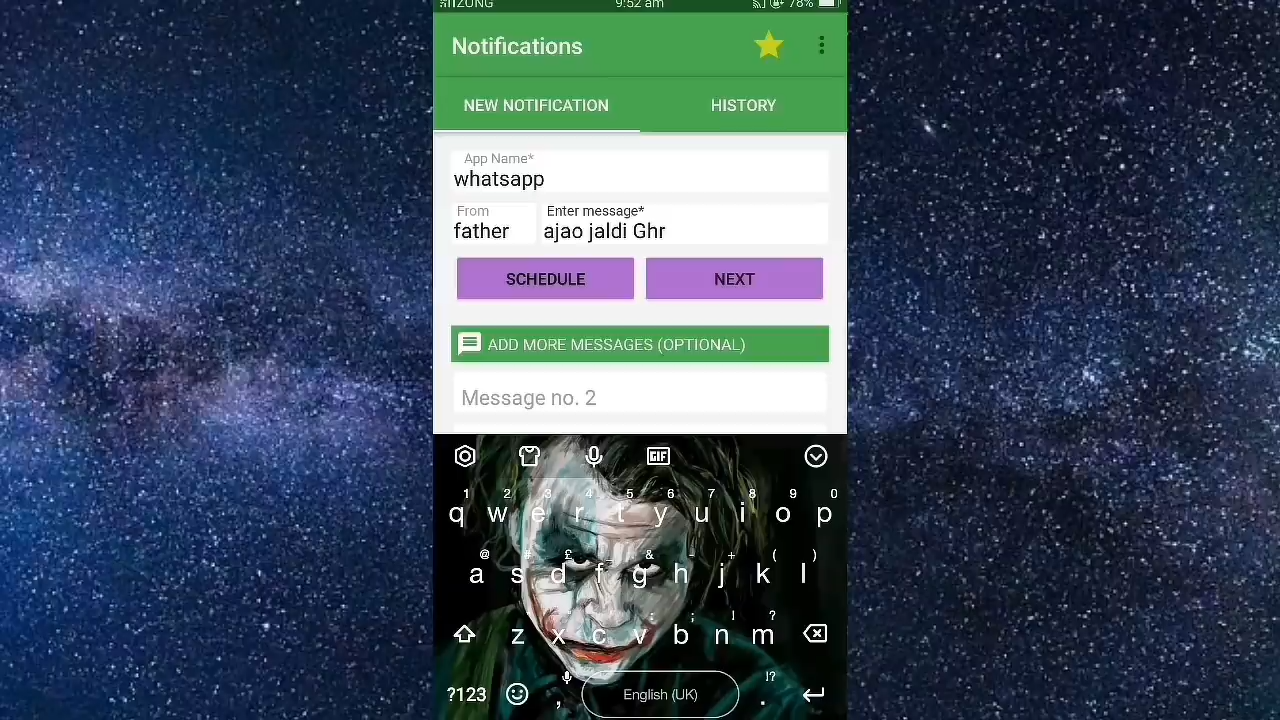 ZONG 9:52 am 78%
Notifications
NEW NOTIFICATION HISTORY
App Name*
whatsapp
From Enter message*
father ajao jaldi Ghr
SCHEDULE NEXT
ADD MORE MESSAGES (OPTIONAL)
Message no. 2
GIF
1 2 3 4 5 6 7 8 9 0
q w e r t y u i o p
@ # £ _ & - + ( )
a s d f g h j k l
" ' : ; ! ?
z x c v b n m
!?
?123 , English (UK) .